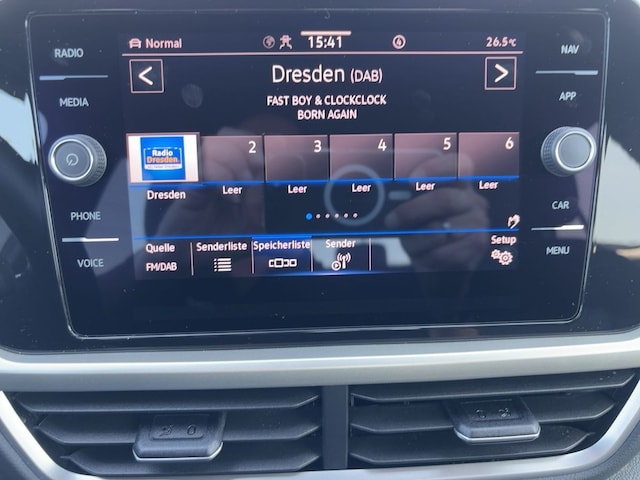 Normal 15:41 26.5°C
RADIO
MEDIA
PHONE
VOICE
NAV
APP
CAR
MENU
Dresden (DAB)
FAST BOY & CLOCKCLOCK
BORN AGAIN
Radio
Dresden
2 3 4 5 6
Dresden Leer Leer Leer Leer Leer
Quelle Senderliste Speicherliste Sender Setup
FM/DAB